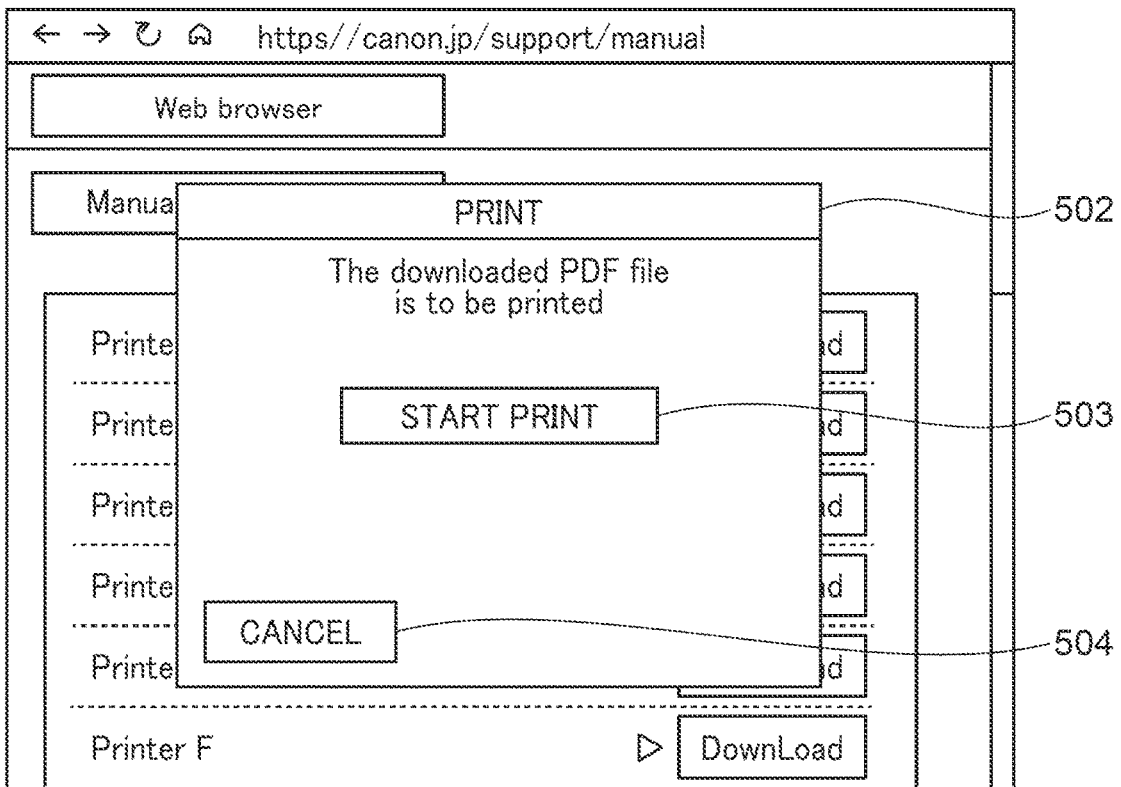 https//canon.jp/support/manual
Web browser
Manua
PRINT
502
The downloaded PDF file
is to be printed
Printe
ad
START PRINT
503
Printe
ad
Printe
ad
Printe
ad
CANCEL
504
Printe
ad
Printer F
DownLoad